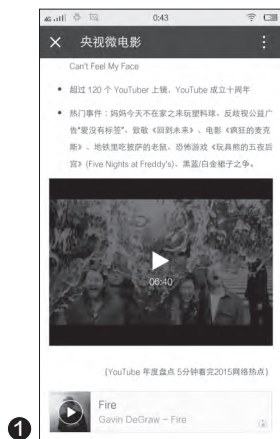 4G 0:43
× 央视微电影
Can't Feel My Face
• 超过 120 个 YouTuber 上镜，YouTube 成立十周年
• 热门事件：妈妈今天不在家之来玩塑料球、反歧视公益广
告“爱没有标签”、致敬《回到未来》、电影《疯狂的麦克
斯》、地铁里吃披萨的老鼠、恐怖游戏《玩具熊的五夜后
宫》(Five Nights at Freddy's)、黑蓝/白金裙子之争。
06:40
(YouTube 年度盘点 5分钟看完2015网络热点)
Fire
Gavin DeGraw – Fire
1